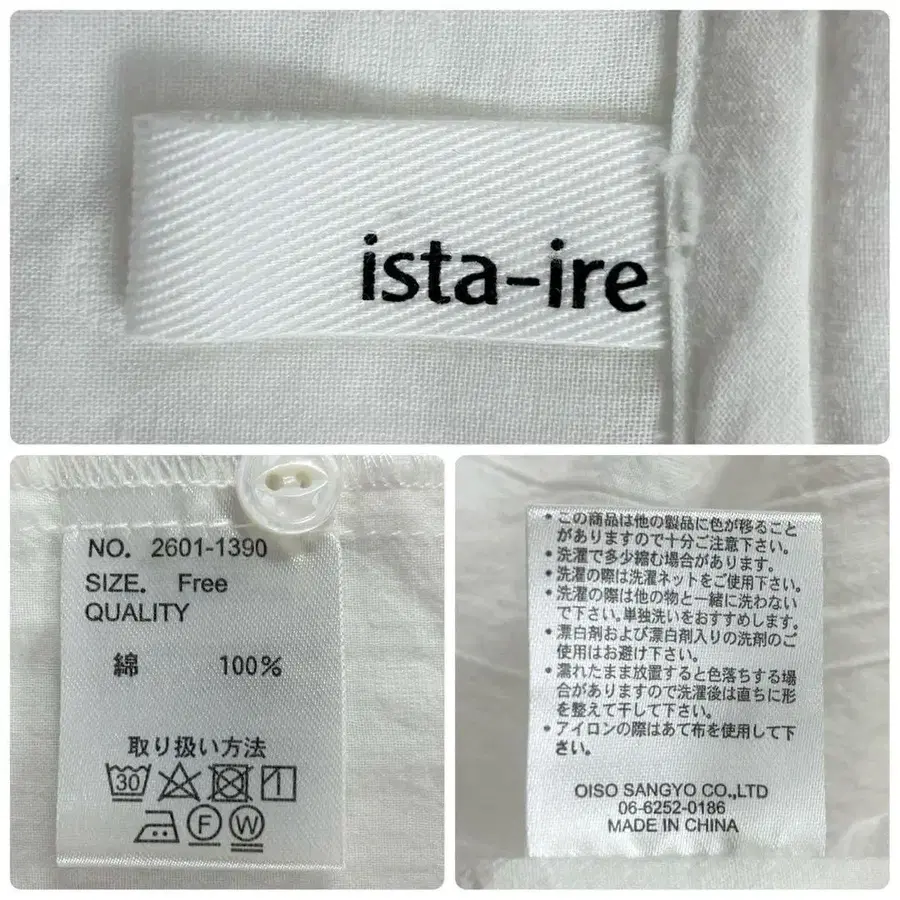 ista-ire
NO. 2601-1390
SIZE. Free
QUALITY
綿 100%
取り扱い方法
30
F W
• この商品は他の製品に色が移ること
がありますので十分ご注意下さい。
• 洗濯で多少縮む場合があります。
• 洗濯の際は洗濯ネットをご使用下さい。
• 洗濯の際は他の物と一緒に洗わない
で下さい。単独洗いをおすすめします。
• 漂白剤および漂白剤入りの洗剤のご
使用はお避け下さい。
• 濡れたまま放置すると色落ちする場
合がありますので洗濯後は直ちに形
を整えて干して下さい。
• アイロンの際はあて布を使用して下
さい。
OISO SANGYO CO.,LTD
06-6252-0186
MADE IN CHINA